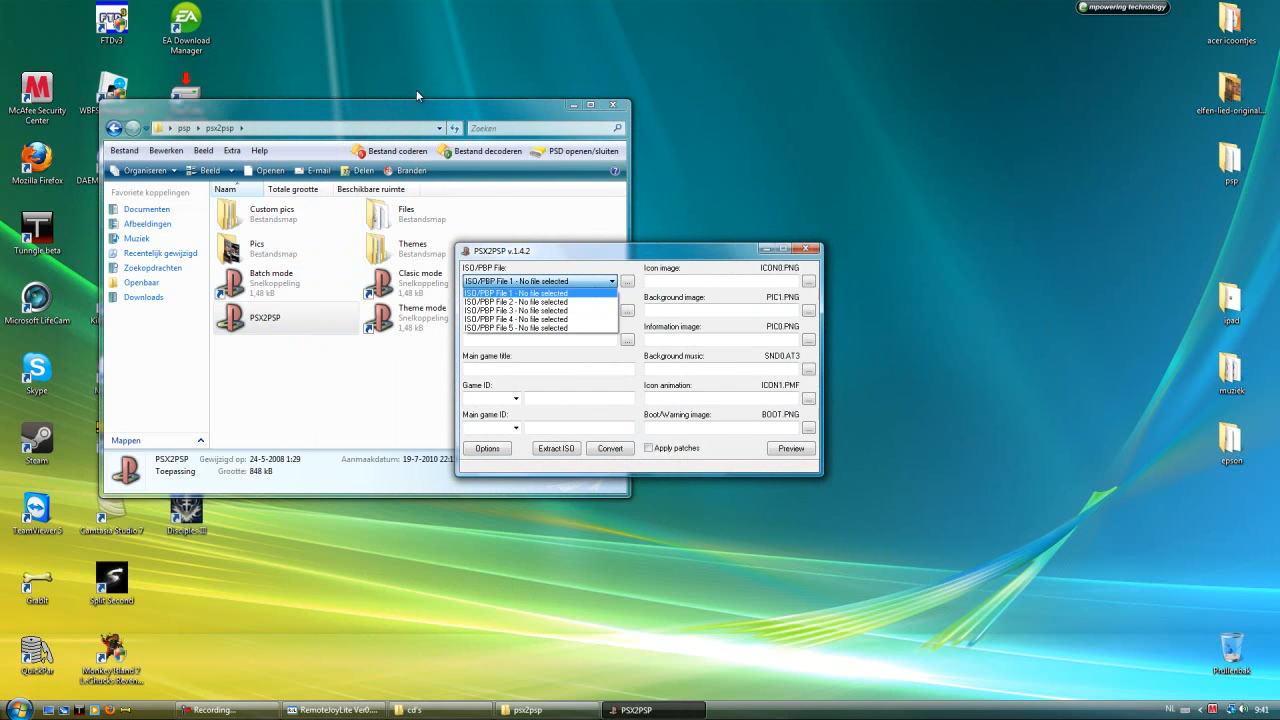 mpowering technology
FTDv3
EA Download Manager
acer icoontjes
McAfee Security Center
WBFS
elfen-lied-original...
Mozilla Firefox
DAEM
psp
Tunngle beta
Microsoft LifeCam
ipad
Skype
muziek
Steam
epson
TeamViewer 5
Camtasia Studio 7
Disciples III
Grabit
Split Second
QuickPar
Monkey Island 2 LeChucks Reven...
Prullenbak
psp
psx2psp
Zoeken
Bestand
Bewerken
Beeld
Extra
Help
Bestand coderen
Bestand decoderen
PSD openen/sluiten
Organiseren
Beeld
Openen
E-mail
Delen
Branden
Favoriete koppelingen
Documenten
Afbeeldingen
Muziek
Recentelijk gewijzigd
Zoekopdrachten
Openbaar
Downloads
Mappen
Naam
Totale grootte
Beschikbare ruimte
Custom pics
Bestandsmap
Files
Bestandsmap
Pics
Bestandsmap
Themes
Bestandsmap
Batch mode
Snelkoppeling
1,48 kB
Clasic mode
Snelkoppeling
1,48 kB
PSX2PSP
Theme mode
Snelkoppeling
1,48 kB
PSX2PSP
Gewijzigd op: 24-5-2008 1:29
Aanmaakdatum: 19-7-2010 22:1
Toepassing
Grootte: 848 kB
PSX2PSP v.1.4.2
ISO/PBP File:
ISO/PBP File 1 - No file selected
ISO/PBP File 1 - No file selected
ISO/PBP File 2 - No file selected
ISO/PBP File 3 - No file selected
ISO/PBP File 4 - No file selected
ISO/PBP File 5 - No file selected
Main game title:
Game ID:
Main game ID:
Options
Extract ISO
Convert
Icon image: ICON0.PNG
Background image: PIC1.PNG
Information image: PIC0.PNG
Background music: SND0.AT3
Icon animation: ICON1.PMF
Boot/Warning image: BOOT.PNG
Apply patches
Preview
Recording...
RemoteJoyLite Ver0....
cd's
psx2psp
PSX2PSP
NL
9:41